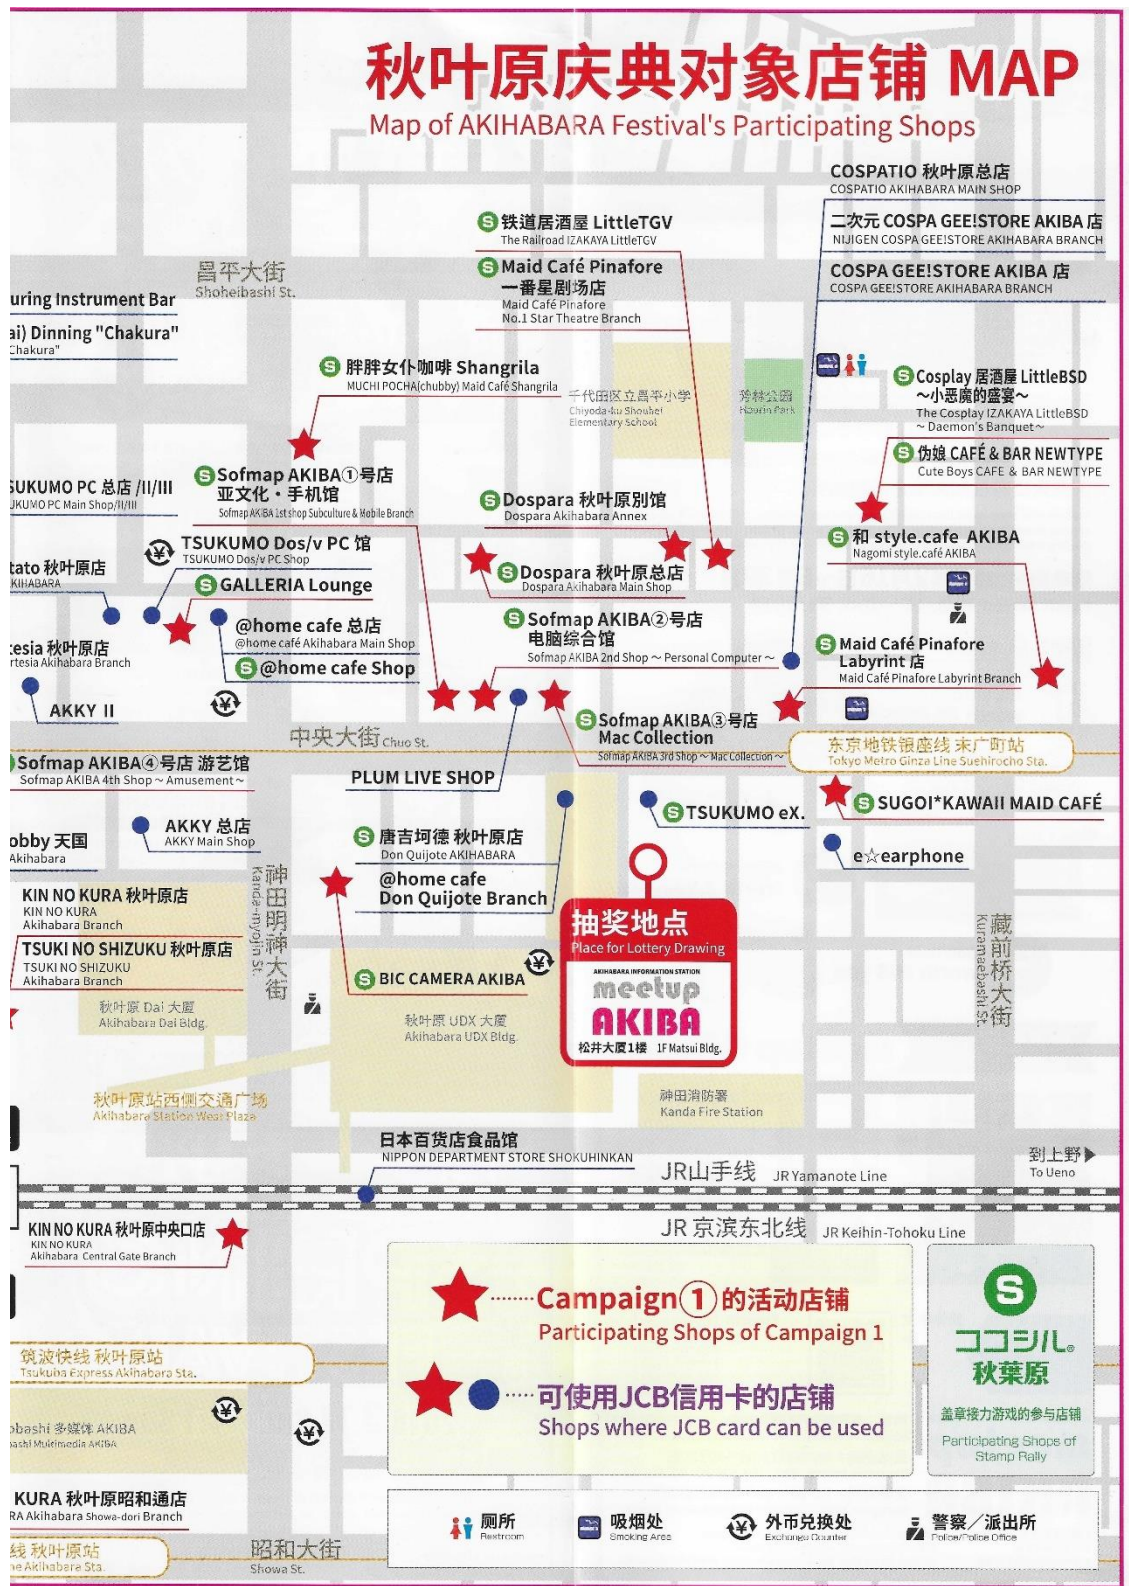 秋叶原庆典对象店铺 MAP
Map of AKIHABARA Festival's Participating Shops
COSPATIO 秋叶原总店
COSPATIO AKIHABARA MAIN SHOP
二次元 COSPA GEE!STORE AKIBA 店
NIJIGEN COSPA GEE!STORE AKIHABARA BRANCH
COSPA GEE!STORE AKIBA 店
COSPA GEE!STORE AKIHABARA BRANCH
S 铁道居酒屋 LittleTGV
The Railroad IZAKAYA LittleTGV
S Maid Café Pinafore
一番星剧场店
Maid Café Pinafore
No.1 Star Theatre Branch
昌平大街
Shoheibashi St.
uring Instrument Bar
ai) Dinning "Chakura"
Chakura"
S 胖胖女仆咖啡 Shangrila
MUCHI POCHA(chubby) Maid Café Shangrila
千代田区立昌平小学
Chiyoda-ku Shouhei
Elementary School
芳林公园
Hourin Park
S Cosplay 居酒屋 LittleBSD
～小恶魔的盛宴～
The Cosplay IZAKAYA LittleBSD
～ Daemon's Banquet～
S 伪娘 CAFÉ & BAR NEWTYPE
Cute Boys CAFE & BAR NEWTYPE
S Sofmap AKIBA①号店
亚文化・手机馆
Sofmap AKIBA 1st shop Subculture & Mobile Branch
SUKUMO PC 总店 /II/III
UKUMO PC Main Shop/II/III
S Dospara 秋叶原别馆
Dospara Akihabara Annex
S 和 style.cafe AKIBA
Nagomi style.café AKIBA
TSUKUMO Dos/v PC 馆
TSUKUMO Dos/v PC Shop
tato 秋叶原店
KIHABARA
S Dospara 秋叶原总店
Dospara Akihabara Main Shop
S GALLERIA Lounge
@home cafe 总店
@home café Akihabara Main Shop
S @home cafe Shop
S Sofmap AKIBA②号店
电脑综合馆
Sofmap AKIBA 2nd Shop ～ Personal Computer ～
S Maid Café Pinafore
Labyrint 店
Maid Café Pinafore Labyrint Branch
tesia 秋叶原店
rtesia Akihabara Branch
AKKY II
中央大街 Chuo St.
S Sofmap AKIBA③号店
Mac Collection
Sofmap AKIBA 3rd Shop ～ Mac Collection ～
东京地铁银座线 末广町站
Tokyo Metro Ginza Line Suehirocho Sta.
Sofmap AKIBA④号店 游艺馆
Sofmap AKIBA 4th Shop ～ Amusement～
PLUM LIVE SHOP
S TSUKUMO eX.
S SUGOI*KAWAII MAID CAFÉ
AKKY 总店
AKKY Main Shop
obby 天国
Akihabara
S 唐吉坷德 秋叶原店
Don Quijote AKIHABARA
@home cafe
Don Quijote Branch
e☆earphone
神田明神大街
Kanda-myojin St.
KIN NO KURA 秋叶原店
KIN NO KURA
Akihabara Branch
TSUKI NO SHIZUKU 秋叶原店
TSUKI NO SHIZUKU
Akihabara Branch
抽奖地点
Place for Lottery Drawing
AKIHABARA INFORMATION STATION
meetup
AKIBA
松井大厦1楼 1F Matsui Bldg.
藏前桥大街
Kuramaebashi St.
S BIC CAMERA AKIBA
秋叶原 Dai 大厦
Akihabara Dai Bldg.
秋叶原 UDX 大厦
Akihabara UDX Bldg.
秋叶原站西侧交通广场
Akihabara Station West Plaza
神田消防署
Kanda Fire Station
日本百货店食品馆
NIPPON DEPARTMENT STORE SHOKUHINKAN
JR山手线 JR Yamanote Line
到上野▶
To Ueno
JR 京滨东北线 JR Keihin-Tohoku Line
KIN NO KURA 秋叶原中央口店
KIN NO KURA
Akihabara Central Gate Branch
Campaign①的活动店铺
Participating Shops of Campaign 1
可使用JCB信用卡的店铺
Shops where JCB card can be used
S
ココシル®
秋葉原
盖章接力游戏的参与店铺
Participating Shops of
Stamp Rally
筑波快线 秋叶原站
Tsukuba Express Akihabara Sta.
obashi 多媒体 AKIBA
bashi Multimedia AKIBA
KURA 秋叶原昭和通店
RA Akihabara Showa-dori Branch
线 秋叶原站
ne Akihabara Sta.
昭和大街
Showa St.
厕所
Restroom
吸烟处
Smoking Area
外币兑换处
Exchange Counter
警察／派出所
Police/Police Office